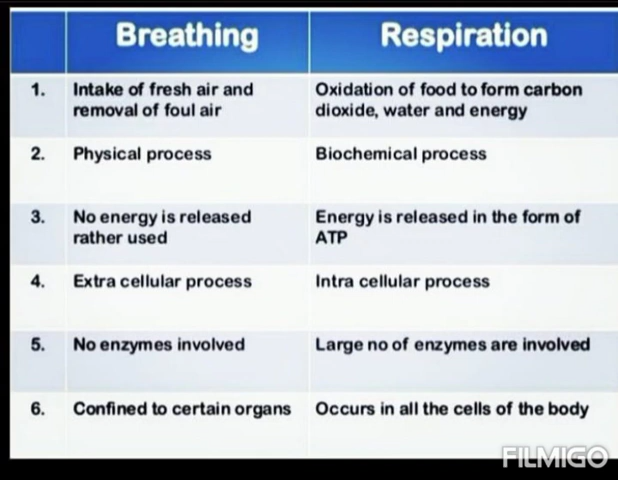 Breathing Respiration
1. Intake of fresh air and Oxidation of food to form carbon
removal of foul air dioxide, water and energy
2. Physical process Biochemical process
3. No energy is released Energy is released in the form of
rather used ATP
4. Extra cellular process Intra cellular process
5. No enzymes involved Large no of enzymes are involved
6. Confined to certain organs Occurs in all the cells of the body
FILMIGO